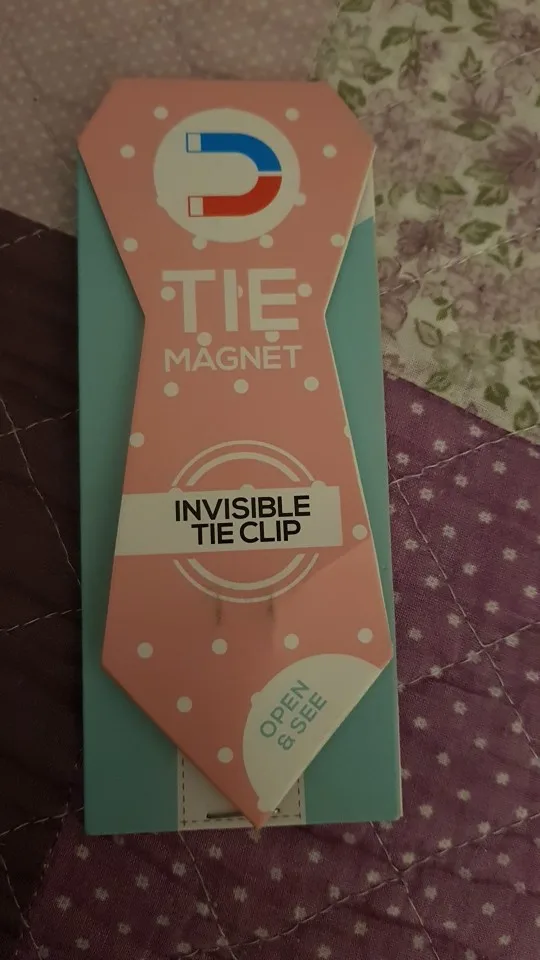 TIE
MAGNET
INVISIBLE
TIE CLIP
OPEN
& SEE